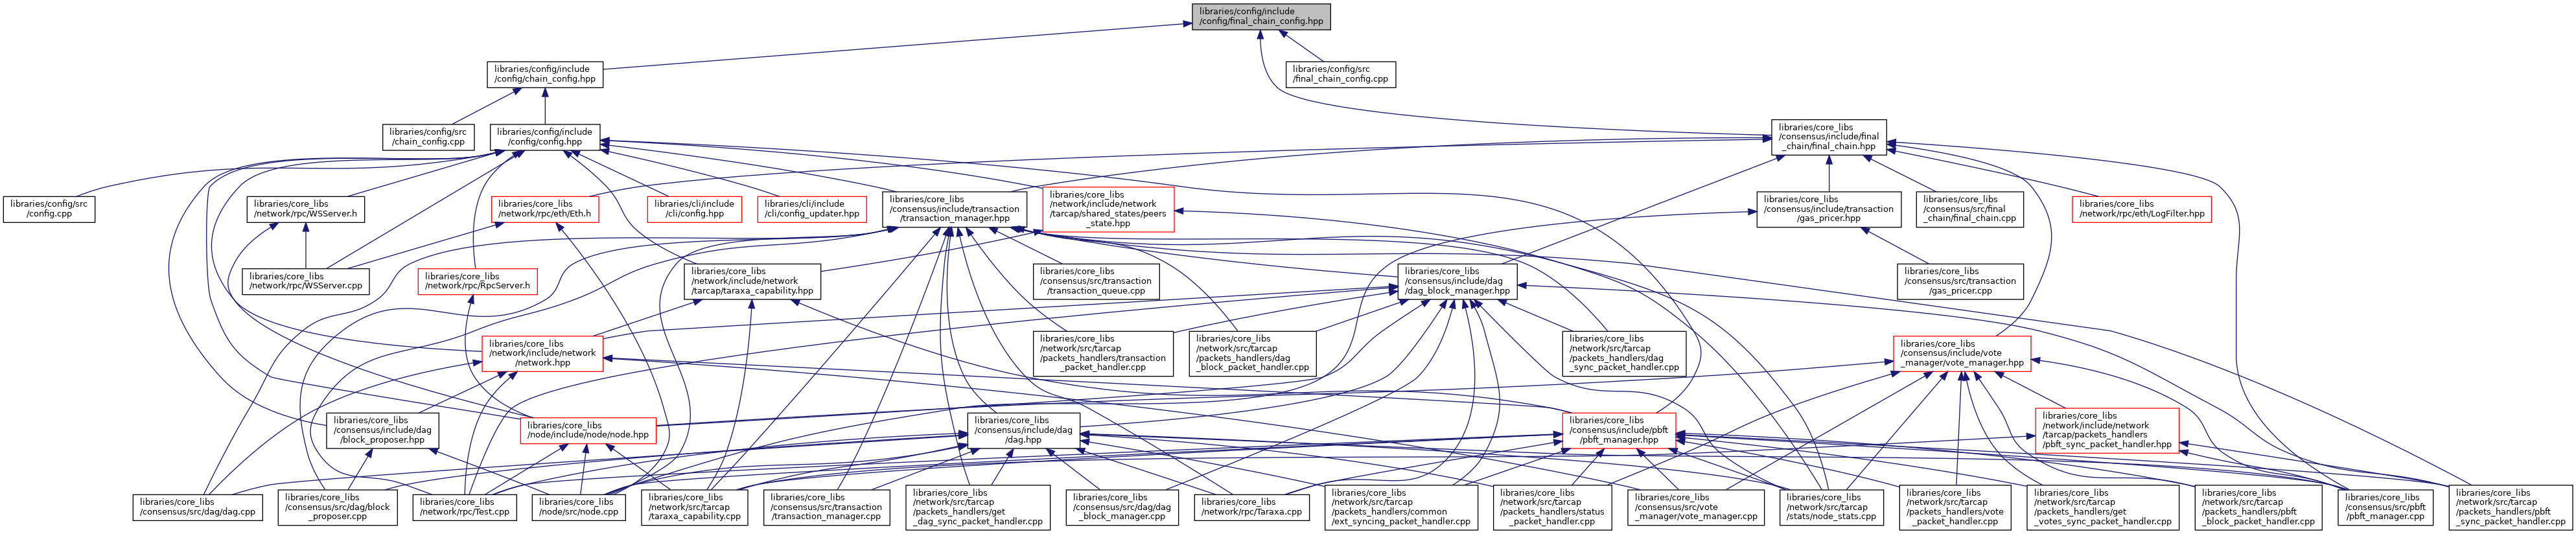 libraries/config/include
/config/final_chain_config.hpp
libraries/config/include
/config/chain_config.hpp
libraries/config/src
/final_chain_config.cpp
libraries/config/src
/chain_config.cpp
libraries/config/include
/config/config.hpp
libraries/core_libs
/consensus/include/final
_chain/final_chain.hpp
libraries/config/src
/config.cpp
libraries/core_libs
/network/rpc/WSServer.h
libraries/core_libs
/network/rpc/eth/Eth.h
libraries/cli/include
/cli/config.hpp
libraries/cli/include
/cli/config_updater.hpp
libraries/core_libs
/consensus/include/transaction
/transaction_manager.hpp
libraries/core_libs
/network/include/network
/tarcap/shared_states/peers
_state.hpp
libraries/core_libs
/consensus/include/transaction
/gas_pricer.hpp
libraries/core_libs
/consensus/src/final
_chain/final_chain.cpp
libraries/core_libs
/network/rpc/eth/LogFilter.hpp
libraries/core_libs
/network/rpc/WSServer.cpp
libraries/core_libs
/network/rpc/RpcServer.h
libraries/core_libs
/network/include/network
/tarcap/taraxa_capability.hpp
libraries/core_libs
/consensus/src/transaction
/transaction_queue.cpp
libraries/core_libs
/consensus/include/dag
/dag_block_manager.hpp
libraries/core_libs
/consensus/src/transaction
/gas_pricer.cpp
libraries/core_libs
/network/include/network
/network.hpp
libraries/core_libs
/network/src/tarcap
/packets_handlers/transaction
_packet_handler.cpp
libraries/core_libs
/network/src/tarcap
/packets_handlers/dag
_block_packet_handler.cpp
libraries/core_libs
/network/src/tarcap
/packets_handlers/dag
_sync_packet_handler.cpp
libraries/core_libs
/consensus/include/vote
_manager/vote_manager.hpp
libraries/core_libs
/consensus/include/dag
/block_proposer.hpp
libraries/core_libs
/node/include/node/node.hpp
libraries/core_libs
/consensus/include/dag
/dag.hpp
libraries/core_libs
/consensus/include/pbft
/pbft_manager.hpp
libraries/core_libs
/network/include/network
/tarcap/packets_handlers
/pbft_sync_packet_handler.hpp
libraries/core_libs
/consensus/src/dag/dag.cpp
libraries/core_libs
/consensus/src/dag/block
_proposer.cpp
libraries/core_libs
/network/rpc/Test.cpp
libraries/core_libs
/node/src/node.cpp
libraries/core_libs
/network/src/tarcap
/taraxa_capability.cpp
libraries/core_libs
/consensus/src/transaction
/transaction_manager.cpp
libraries/core_libs
/network/src/tarcap
/packets_handlers/get
_dag_sync_packet_handler.cpp
libraries/core_libs
/consensus/src/dag/dag
_block_manager.cpp
libraries/core_libs
/network/rpc/Taraxa.cpp
libraries/core_libs
/network/src/tarcap
/packets_handlers/common
/ext_syncing_packet_handler.cpp
libraries/core_libs
/network/src/tarcap
/packets_handlers/status
_packet_handler.cpp
libraries/core_libs
/consensus/src/vote
_manager/vote_manager.cpp
libraries/core_libs
/network/src/tarcap
/stats/node_stats.cpp
libraries/core_libs
/network/src/tarcap
/packets_handlers/vote
_packet_handler.cpp
libraries/core_libs
/network/src/tarcap
/packets_handlers/get
_votes_sync_packet_handler.cpp
libraries/core_libs
/network/src/tarcap
/packets_handlers/pbft
_block_packet_handler.cpp
libraries/core_libs
/consensus/src/pbft
/pbft_manager.cpp
libraries/core_libs
/network/src/tarcap
/packets_handlers/pbft
_sync_packet_handler.cpp